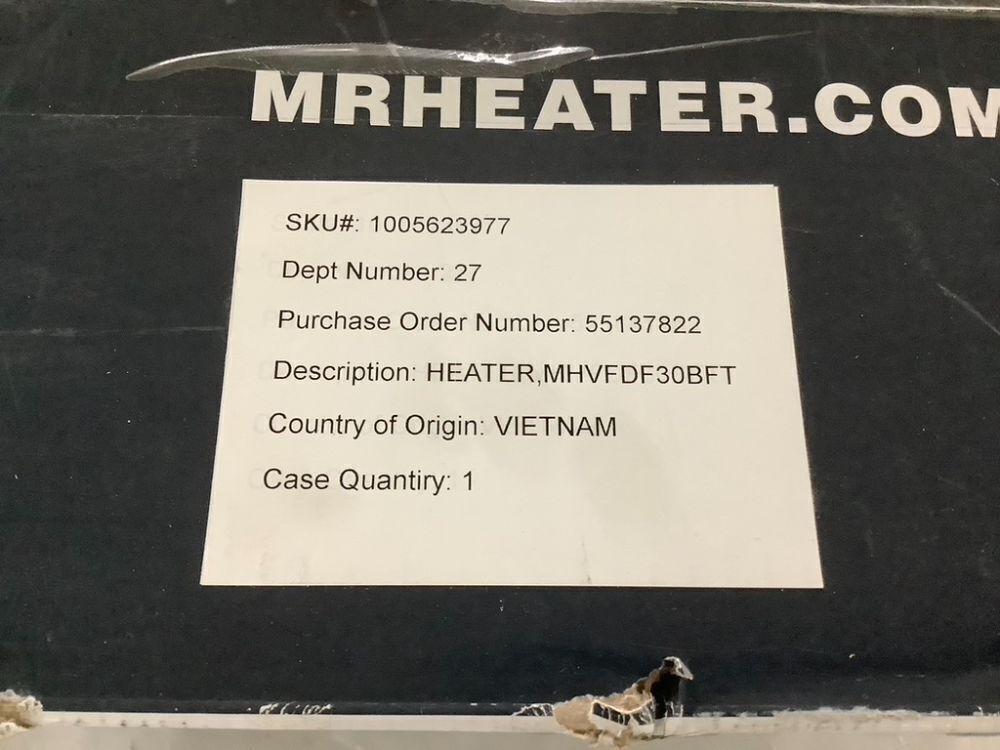 MRHEATER.COM
SKU#: 1005623977
Dept Number: 27
Purchase Order Number: 55137822
Description: HEATER,MHVFDF30BFT
Country of Origin: VIETNAM
Case Quantiry: 1